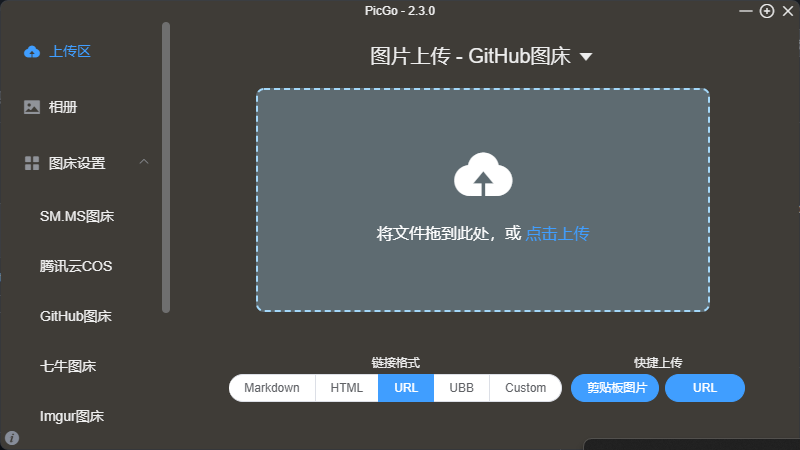 PicGo - 2.3.0
上传区
相册
图床设置
SM.MS图床
腾讯云COS
GitHub图床
七牛图床
Imgur图床
图片上传 - GitHub图床
将文件拖到此处，或 点击上传
链接格式
Markdown HTML URL UBB Custom
快捷上传
剪贴板图片 URL